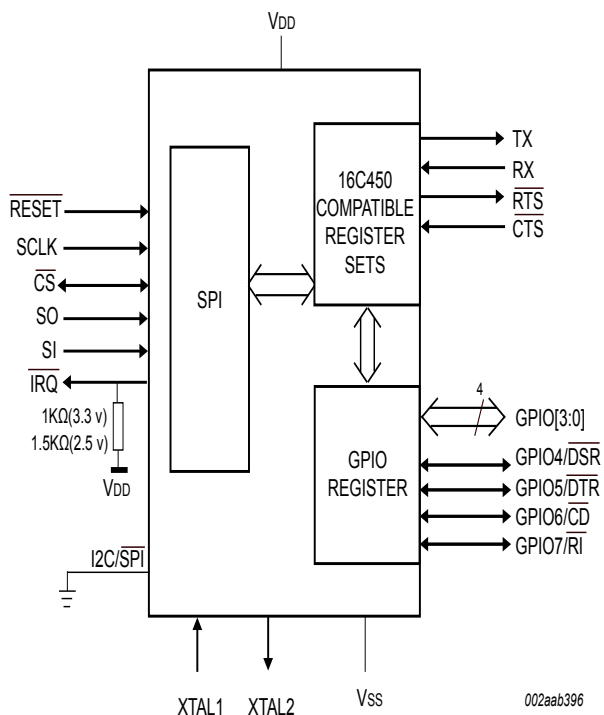 VDD
RESET
SCLK
CS
SO
SI
IRQ
1KΩ(3.3 v)
1.5KΩ(2.5 v)
VDD
I2C/SPI
SPI
16C450
COMPATIBLE
REGISTER
SETS
GPIO
REGISTER
TX
RX
RTS
CTS
4
GPIO[3:0]
GPIO4/DSR
GPIO5/DTR
GPIO6/CD
GPIO7/RI
XTAL1
XTAL2
VSS
002aab396